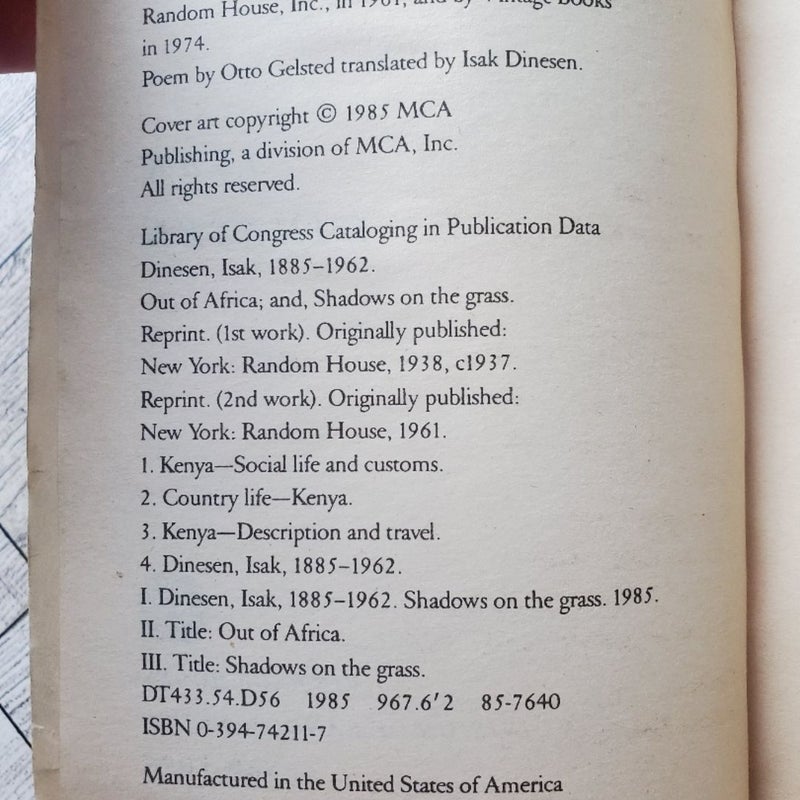 Random House, Inc., in 1961, and by Vintage Books
in 1974.
Poem by Otto Gelsted translated by Isak Dinesen.
Cover art copyright © 1985 MCA
Publishing, a division of MCA, Inc.
All rights reserved.
Library of Congress Cataloging in Publication Data
Dinesen, Isak, 1885–1962.
Out of Africa; and, Shadows on the grass.
Reprint. (1st work). Originally published:
New York: Random House, 1938, c1937.
Reprint. (2nd work). Originally published:
New York: Random House, 1961.
1. Kenya—Social life and customs.
2. Country life—Kenya.
3. Kenya—Description and travel.
4. Dinesen, Isak, 1885–1962.
I. Dinesen, Isak, 1885–1962. Shadows on the grass. 1985.
II. Title: Out of Africa.
III. Title: Shadows on the grass.
DT433.54.D56 1985 967.6'2 85-7640
ISBN 0-394-74211-7
Manufactured in the United States of America